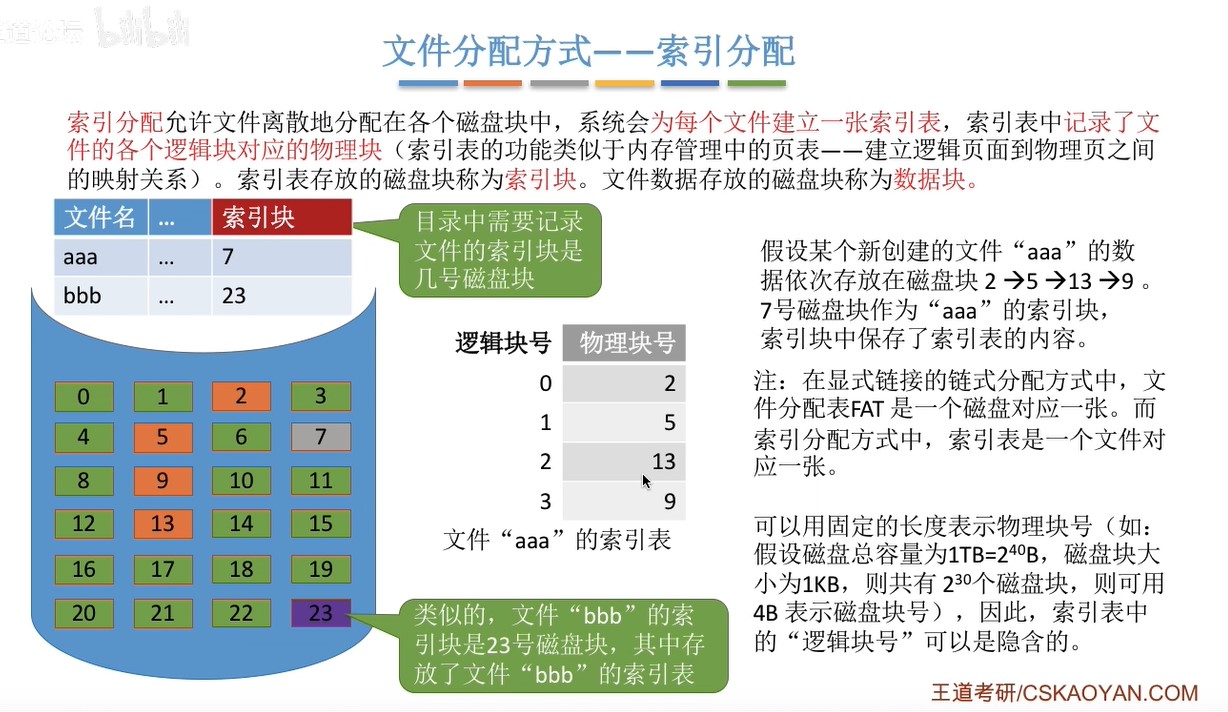 bilibili
文件分配方式——索引分配
索引分配允许文件离散地分配在各个磁盘块中，系统会为每个文件建立一张索引表，索引表中记录了文
件的各个逻辑块对应的物理块（索引表的功能类似于内存管理中的页表——建立逻辑页面到物理页之间
的映射关系）。索引表存放的磁盘块称为索引块。文件数据存放的磁盘块称为数据块。
文件名 ... 索引块
aaa ... 7
bbb ... 23
目录中需要记录
文件的索引块是
几号磁盘块
0 1 2 3
4 5 6 7
8 9 10 11
12 13 14 15
16 17 18 19
20 21 22 23
逻辑块号 物理块号
0 2
1 5
2 13
3 9
文件“aaa”的索引表
类似的，文件“bbb”的索
引块是23号磁盘块，其中存
放了文件“bbb”的索引表
假设某个新创建的文件“aaa”的数
据依次存放在磁盘块 2 →5 →13 →9 。
7号磁盘块作为“aaa”的索引块，
索引块中保存了索引表的内容。
注：在显式链接的链式分配方式中，文
件分配表FAT 是一个磁盘对应一张。而
索引分配方式中，索引表是一个文件对
应一张。
可以用固定的长度表示物理块号（如：
假设磁盘总容量为1TB=2⁴⁰B，磁盘块大
小为1KB，则共有 2³⁰个磁盘块，则可用
4B 表示磁盘块号），因此，索引表中
的“逻辑块号”可以是隐含的。
王道考研/CSKAOYAN.COM